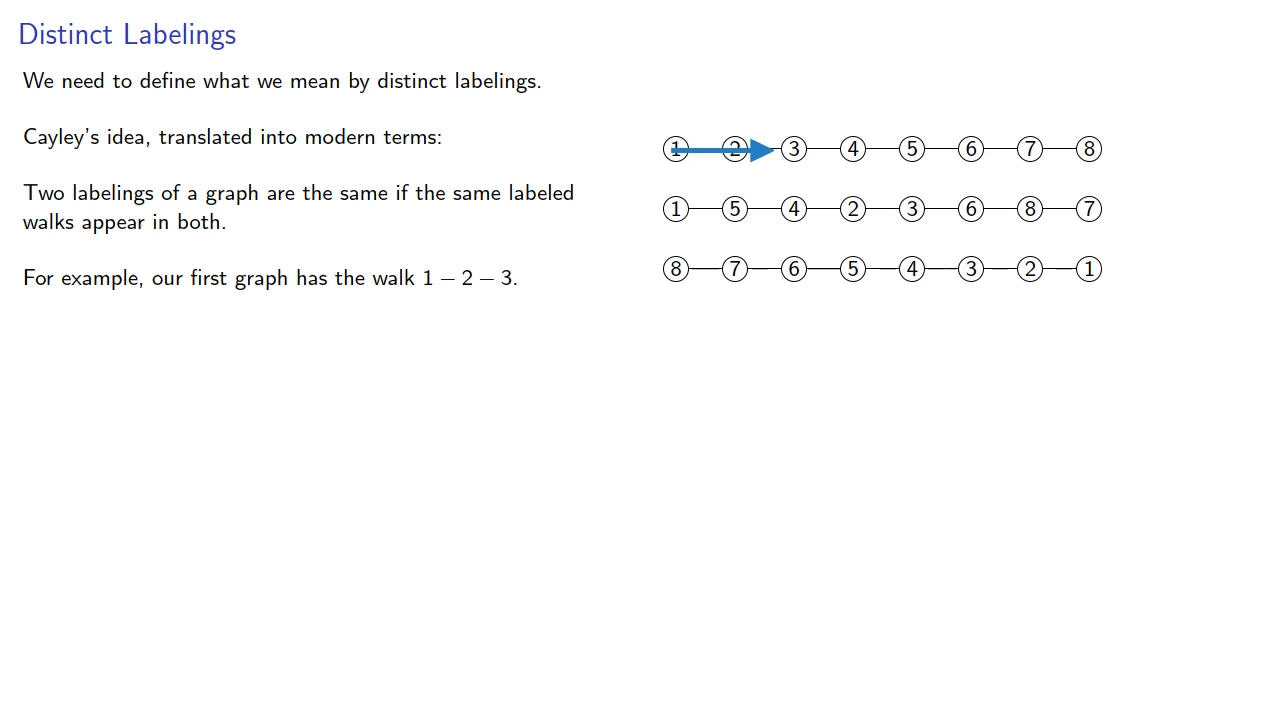 Distinct Labelings
We need to define what we mean by distinct labelings.
Cayley's idea, translated into modern terms:
Two labelings of a graph are the same if the same labeled
walks appear in both.
For example, our first graph has the walk 1 − 2 − 3.
1 2 3 4 5 6 7 8
1 5 4 2 3 6 8 7
8 7 6 5 4 3 2 1